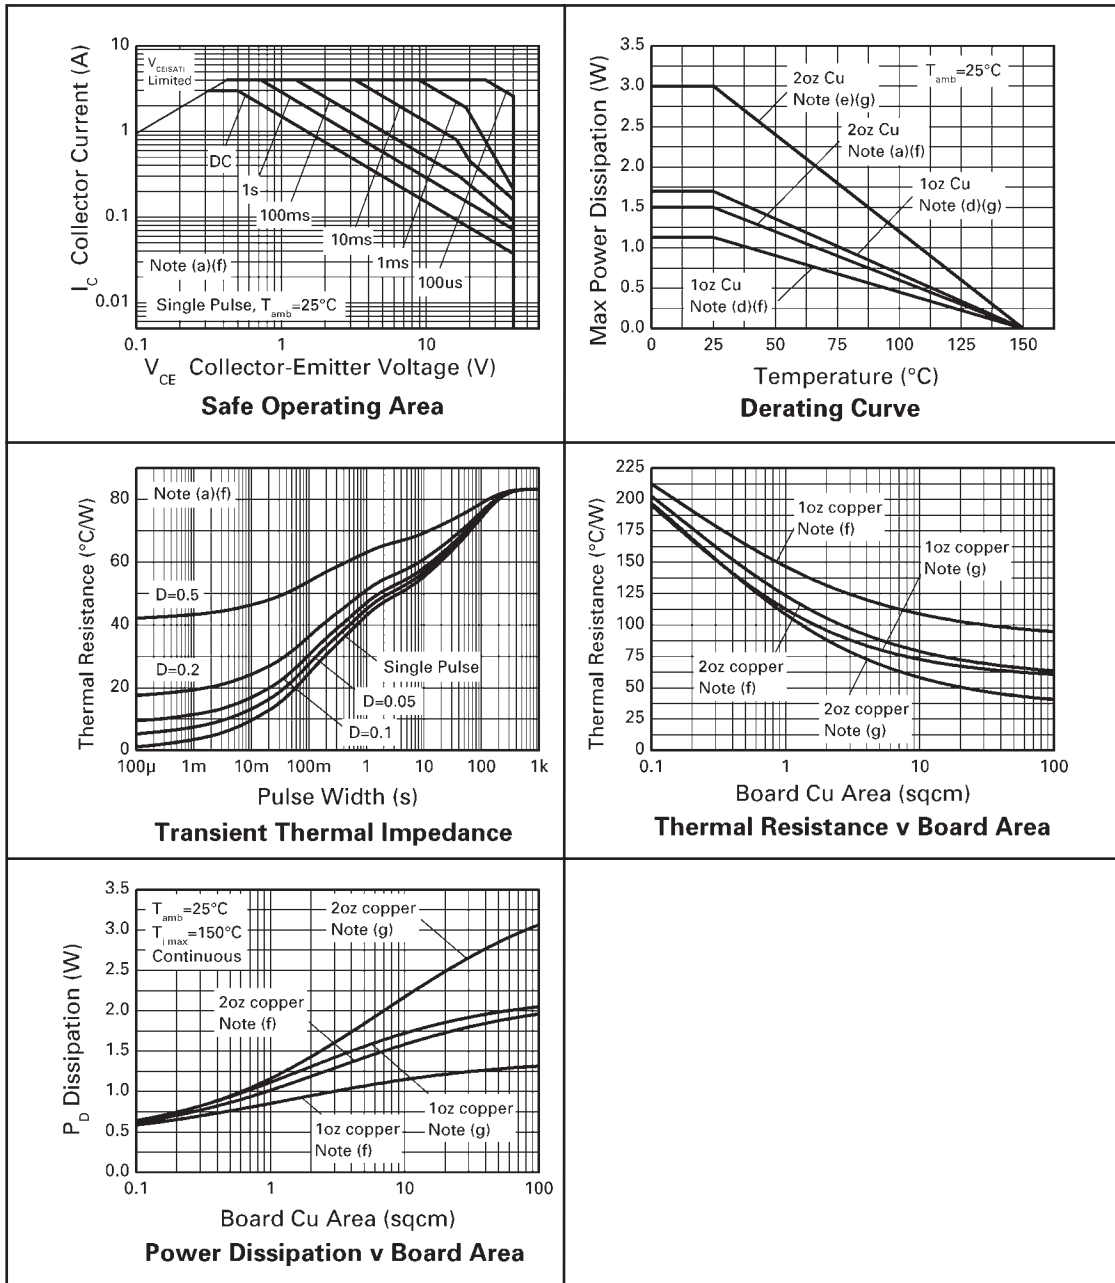 10
1
0.1
0.01
I_C Collector Current (A)
V_CE(SAT)
Limited
DC
1s
100ms
10ms
1ms
100us
Note (a)(f)
Single Pulse, T_amb=25°C
0.1 1 10
V_CE Collector-Emitter Voltage (V)
Safe Operating Area
3.5
3.0
2.5
2.0
1.5
1.0
0.5
0.0
Max Power Dissipation (W)
T_amb=25°C
2oz Cu
Note (e)(g)
2oz Cu
Note (a)(f)
1oz Cu
Note (d)(g)
1oz Cu
Note (d)(f)
0 25 50 75 100 125 150
Temperature (°C)
Derating Curve
80
60
40
20
0
Thermal Resistance (°C/W)
Note (a)(f)
D=0.5
D=0.2
Single Pulse
D=0.05
D=0.1
100µ 1m 10m 100m 1 10 100 1k
Pulse Width (s)
Transient Thermal Impedance
225
200
175
150
125
100
75
50
25
0
Thermal Resistance (°C/W)
1oz copper
Note (f)
1oz copper
Note (g)
2oz copper
Note (f)
2oz copper
Note (g)
0.1 1 10 100
Board Cu Area (sqcm)
Thermal Resistance v Board Area
3.5
3.0
2.5
2.0
1.5
1.0
0.5
0.0
P_D Dissipation (W)
T_amb=25°C
T_j max=150°C
Continuous
2oz copper
Note (g)
2oz copper
Note (f)
1oz copper
Note (g)
1oz copper
Note (f)
0.1 1 10 100
Board Cu Area (sqcm)
Power Dissipation v Board Area